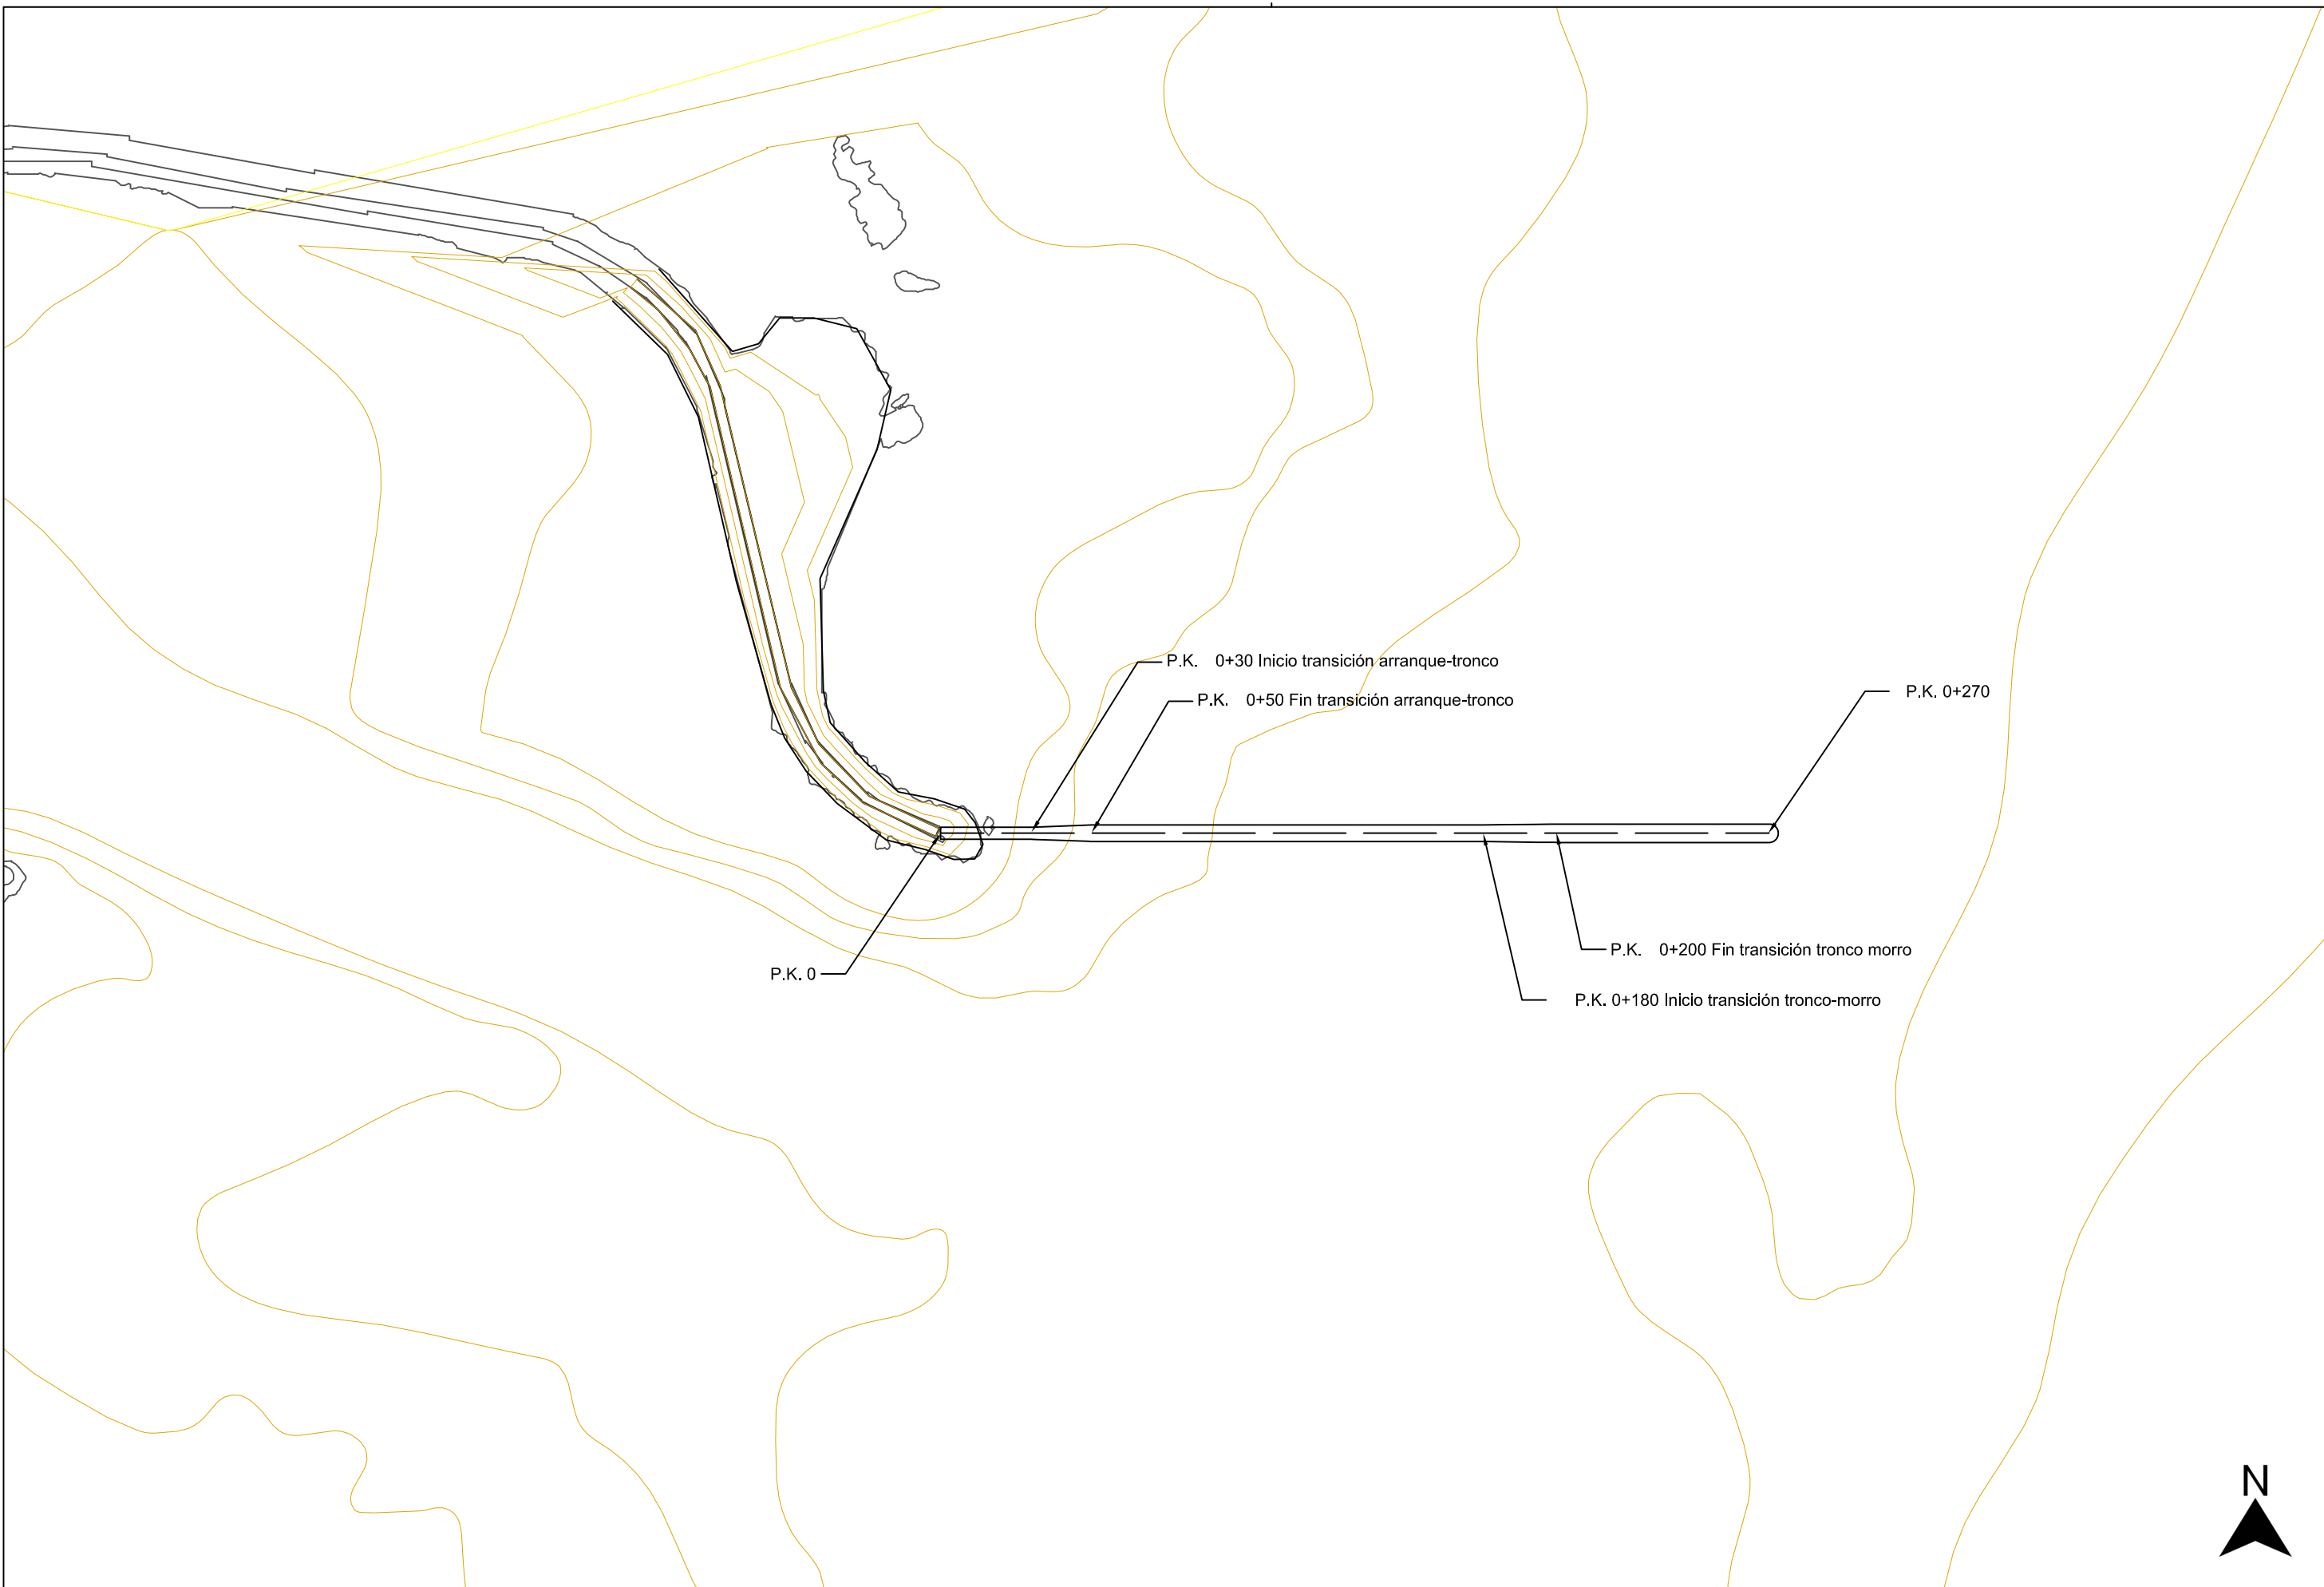 P.K. 0+30 Inicio transición arranque-tronco
P.K. 0+50 Fin transición arranque-tronco
P.K. 0+270
P.K. 0+200 Fin transición tronco morro
P.K. 0
P.K. 0+180 Inicio transición tronco-morro
N